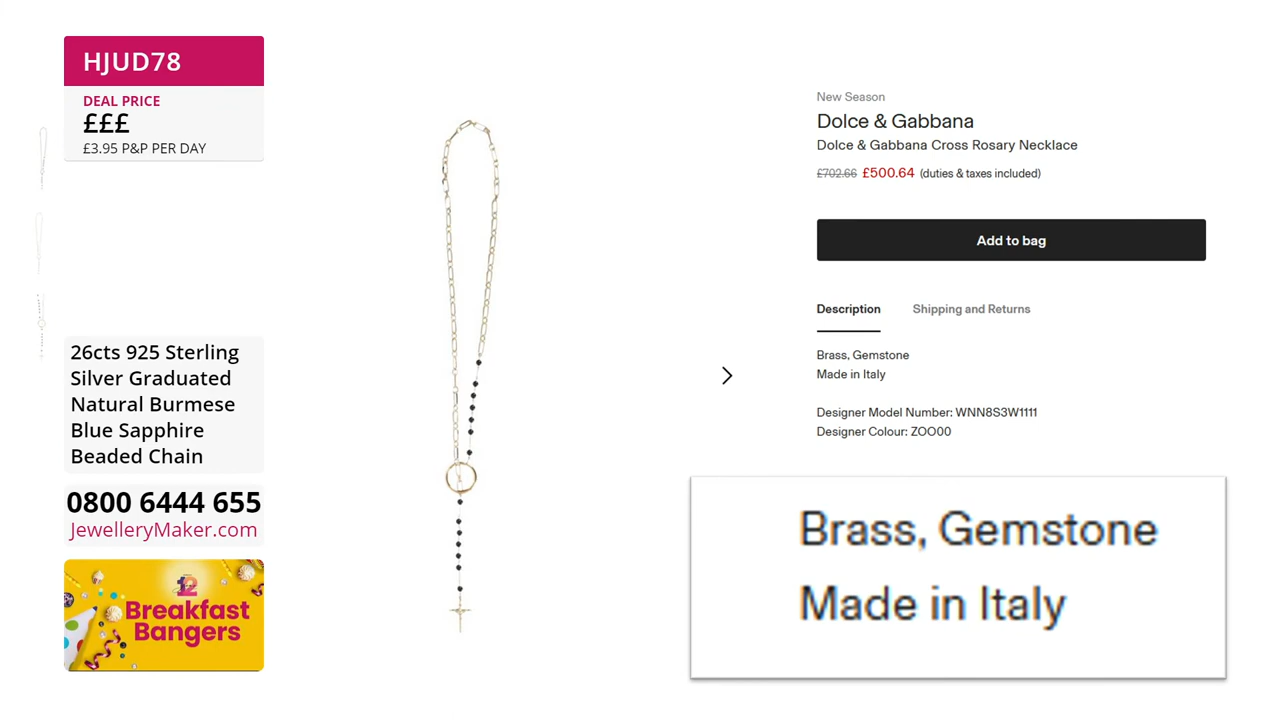 HJUD78
DEAL PRICE
£££
£3.95 P&P PER DAY
26cts 925 Sterling
Silver Graduated
Natural Burmese
Blue Sapphire
Beaded Chain
0800 6444 655
JewelleryMaker.com
12
Breakfast
Bangers
New Season
Dolce & Gabbana
Dolce & Gabbana Cross Rosary Necklace
£702.66 £500.64 (duties & taxes included)
Add to bag
Description Shipping and Returns
Brass, Gemstone
Made in Italy
Designer Model Number: WNN8S3W1111
Designer Colour: ZOO00
Brass, Gemstone
Made in Italy